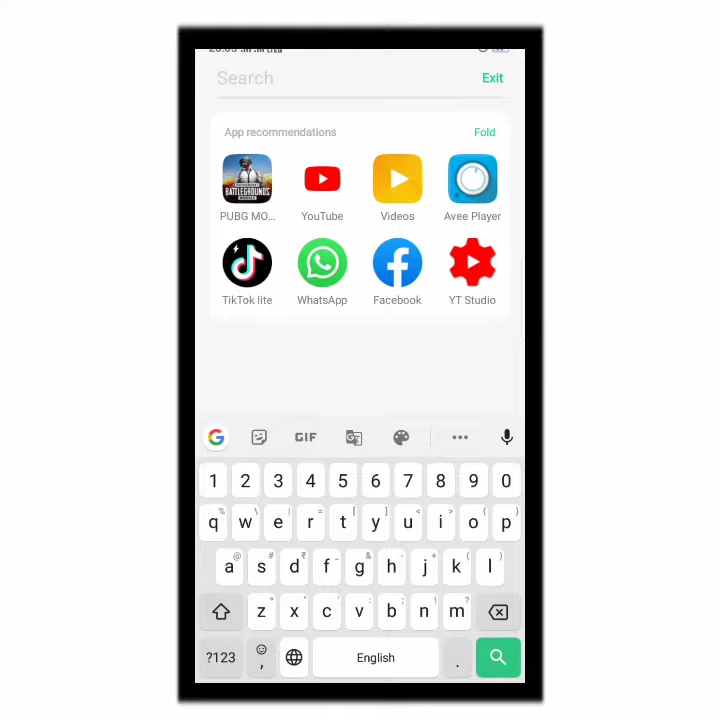 Search Exit
App recommendations Fold
PUBG MO... YouTube Videos Avee Player
TikTok lite WhatsApp Facebook YT Studio
GIF
1 2 3 4 5 6 7 8 9 0
q w e r t y u i o p
a s d f g h j k l
z x c v b n m
?123 , English .